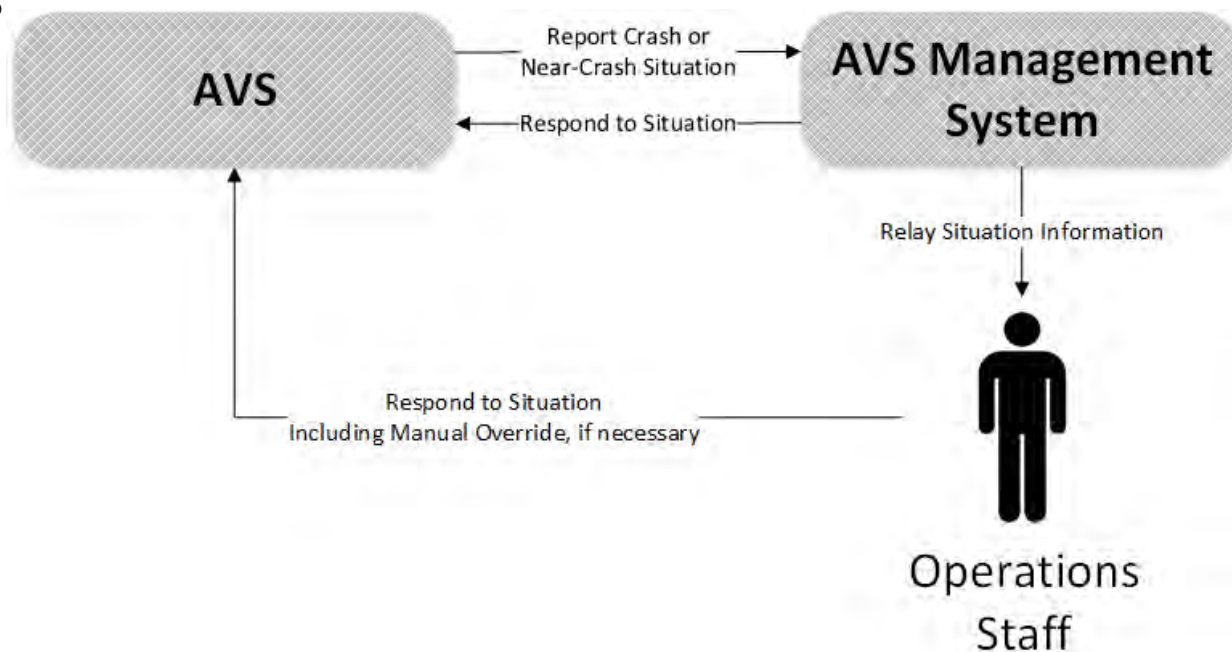 Report Crash or
Near-Crash Situation
AVS
AVS Management
System
Respond to Situation
Relay Situation Information
Respond to Situation
Including Manual Override, if necessary
Operations
Staff